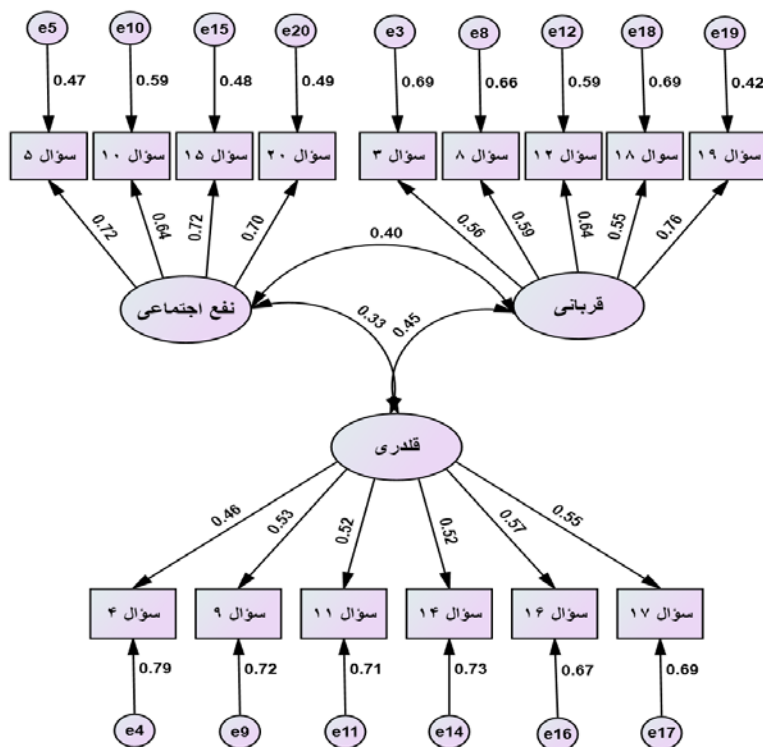 e5 e10 e15 e20 e3 e8 e12 e18 e19
0.47 0.59 0.48 0.49 0.69 0.66 0.59 0.69 0.42
سؤال ۵ سؤال ۱۰ سؤال ۱۵ سؤال ۲۰ سؤال ۳ سؤال ۸ سؤال ۱۲ سؤال ۱۸ سؤال ۱۹
0.72 0.64 0.72 0.70 0.56 0.59 0.64 0.55 0.76
0.40
نفع اجتماعی قربانی
0.33 0.45
قلدری
0.46 0.53 0.52 0.52 0.57 0.55
سؤال ۴ سؤال ۹ سؤال ۱۱ سؤال ۱۴ سؤال ۱۶ سؤال ۱۷
0.79 0.72 0.71 0.73 0.67 0.69
e4 e9 e11 e14 e16 e17